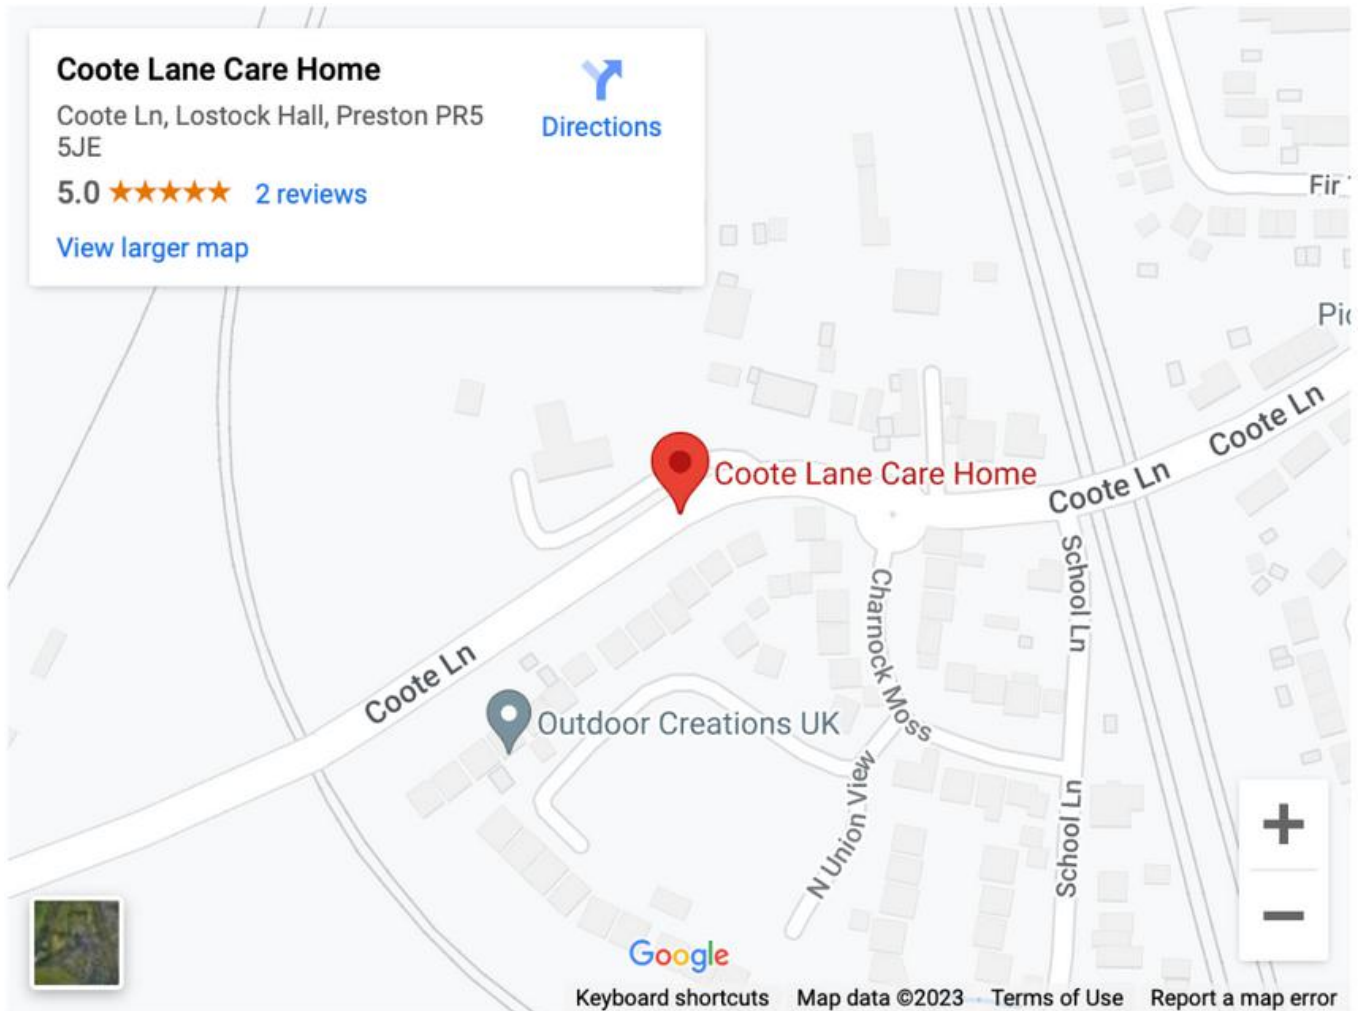 Coote Lane Care Home
Coote Ln, Lostock Hall, Preston PR5
5JE
Directions
5.0 ★★★★★ 2 reviews
View larger map
Fir
Coote Ln
Coote Lane Care Home
Coote Ln
School Ln
Charnock Moss
Coote Ln
Outdoor Creations UK
N Union View
School Ln
+
−
Google
Keyboard shortcuts Map data ©2023 Terms of Use Report a map error